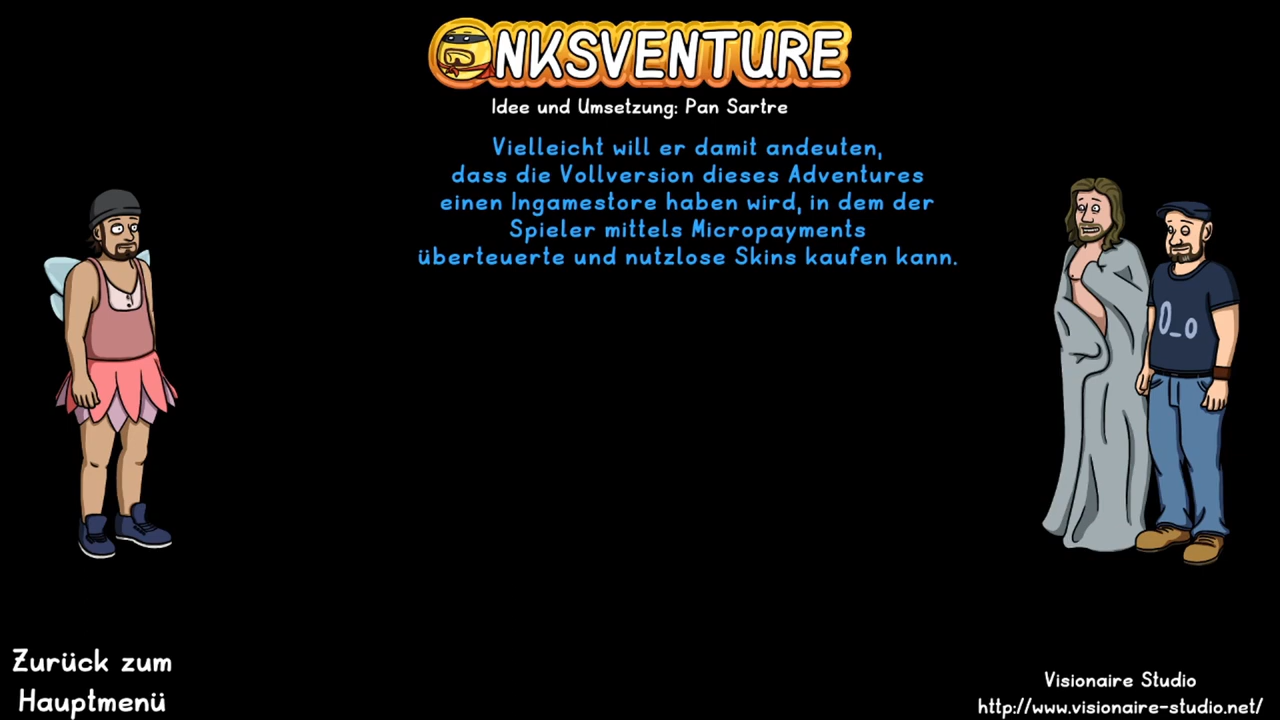 ONKSVENTURE
Idee und Umsetzung: Pan Sartre
Vielleicht will er damit andeuten,
dass die Vollversion dieses Adventures
einen Ingamestore haben wird, in dem der
Spieler mittels Micropayments
überteuerte und nutzlose Skins kaufen kann.
0_o
Zurück zum
Hauptmenü
Visionaire Studio
http://www.visionaire-studio.net/